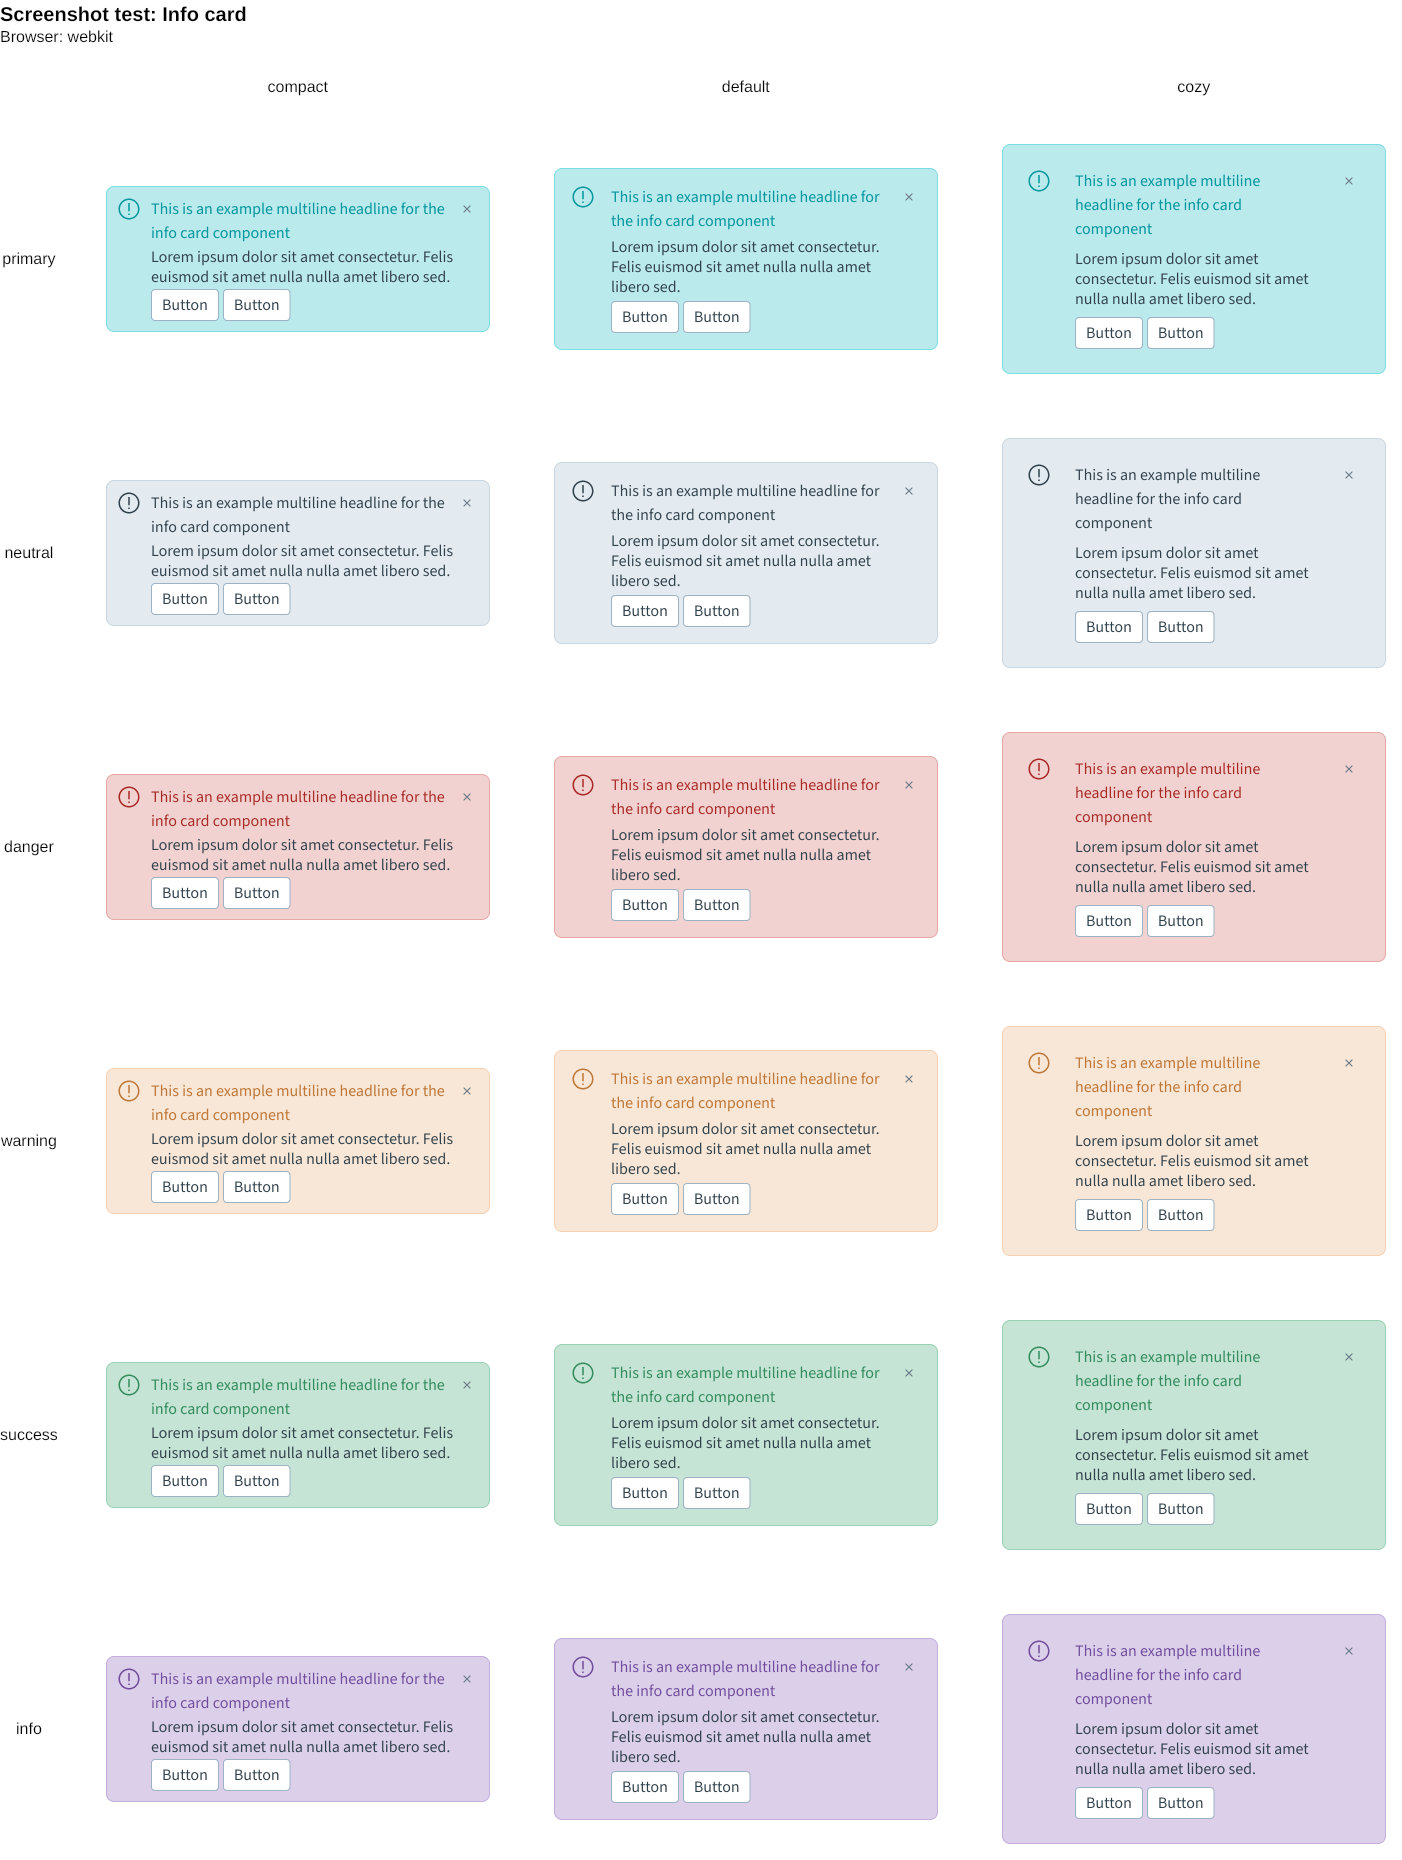 Screenshot test: Info card
Browser: webkit
compact default cozy
primary
This is an example multiline headline for the
info card component
Lorem ipsum dolor sit amet consectetur. Felis
euismod sit amet nulla nulla amet libero sed.
Button Button
This is an example multiline headline for
the info card component
Lorem ipsum dolor sit amet consectetur.
Felis euismod sit amet nulla nulla amet
libero sed.
Button Button
This is an example multiline
headline for the info card
component
Lorem ipsum dolor sit amet
consectetur. Felis euismod sit amet
nulla nulla amet libero sed.
Button Button
neutral
This is an example multiline headline for the
info card component
Lorem ipsum dolor sit amet consectetur. Felis
euismod sit amet nulla nulla amet libero sed.
Button Button
This is an example multiline headline for
the info card component
Lorem ipsum dolor sit amet consectetur.
Felis euismod sit amet nulla nulla amet
libero sed.
Button Button
This is an example multiline
headline for the info card
component
Lorem ipsum dolor sit amet
consectetur. Felis euismod sit amet
nulla nulla amet libero sed.
Button Button
danger
This is an example multiline headline for the
info card component
Lorem ipsum dolor sit amet consectetur. Felis
euismod sit amet nulla nulla amet libero sed.
Button Button
This is an example multiline headline for
the info card component
Lorem ipsum dolor sit amet consectetur.
Felis euismod sit amet nulla nulla amet
libero sed.
Button Button
This is an example multiline
headline for the info card
component
Lorem ipsum dolor sit amet
consectetur. Felis euismod sit amet
nulla nulla amet libero sed.
Button Button
warning
This is an example multiline headline for the
info card component
Lorem ipsum dolor sit amet consectetur. Felis
euismod sit amet nulla nulla amet libero sed.
Button Button
This is an example multiline headline for
the info card component
Lorem ipsum dolor sit amet consectetur.
Felis euismod sit amet nulla nulla amet
libero sed.
Button Button
This is an example multiline
headline for the info card
component
Lorem ipsum dolor sit amet
consectetur. Felis euismod sit amet
nulla nulla amet libero sed.
Button Button
success
This is an example multiline headline for the
info card component
Lorem ipsum dolor sit amet consectetur. Felis
euismod sit amet nulla nulla amet libero sed.
Button Button
This is an example multiline headline for
the info card component
Lorem ipsum dolor sit amet consectetur.
Felis euismod sit amet nulla nulla amet
libero sed.
Button Button
This is an example multiline
headline for the info card
component
Lorem ipsum dolor sit amet
consectetur. Felis euismod sit amet
nulla nulla amet libero sed.
Button Button
info
This is an example multiline headline for the
info card component
Lorem ipsum dolor sit amet consectetur. Felis
euismod sit amet nulla nulla amet libero sed.
Button Button
This is an example multiline headline for
the info card component
Lorem ipsum dolor sit amet consectetur.
Felis euismod sit amet nulla nulla amet
libero sed.
Button Button
This is an example multiline
headline for the info card
component
Lorem ipsum dolor sit amet
consectetur. Felis euismod sit amet
nulla nulla amet libero sed.
Button Button